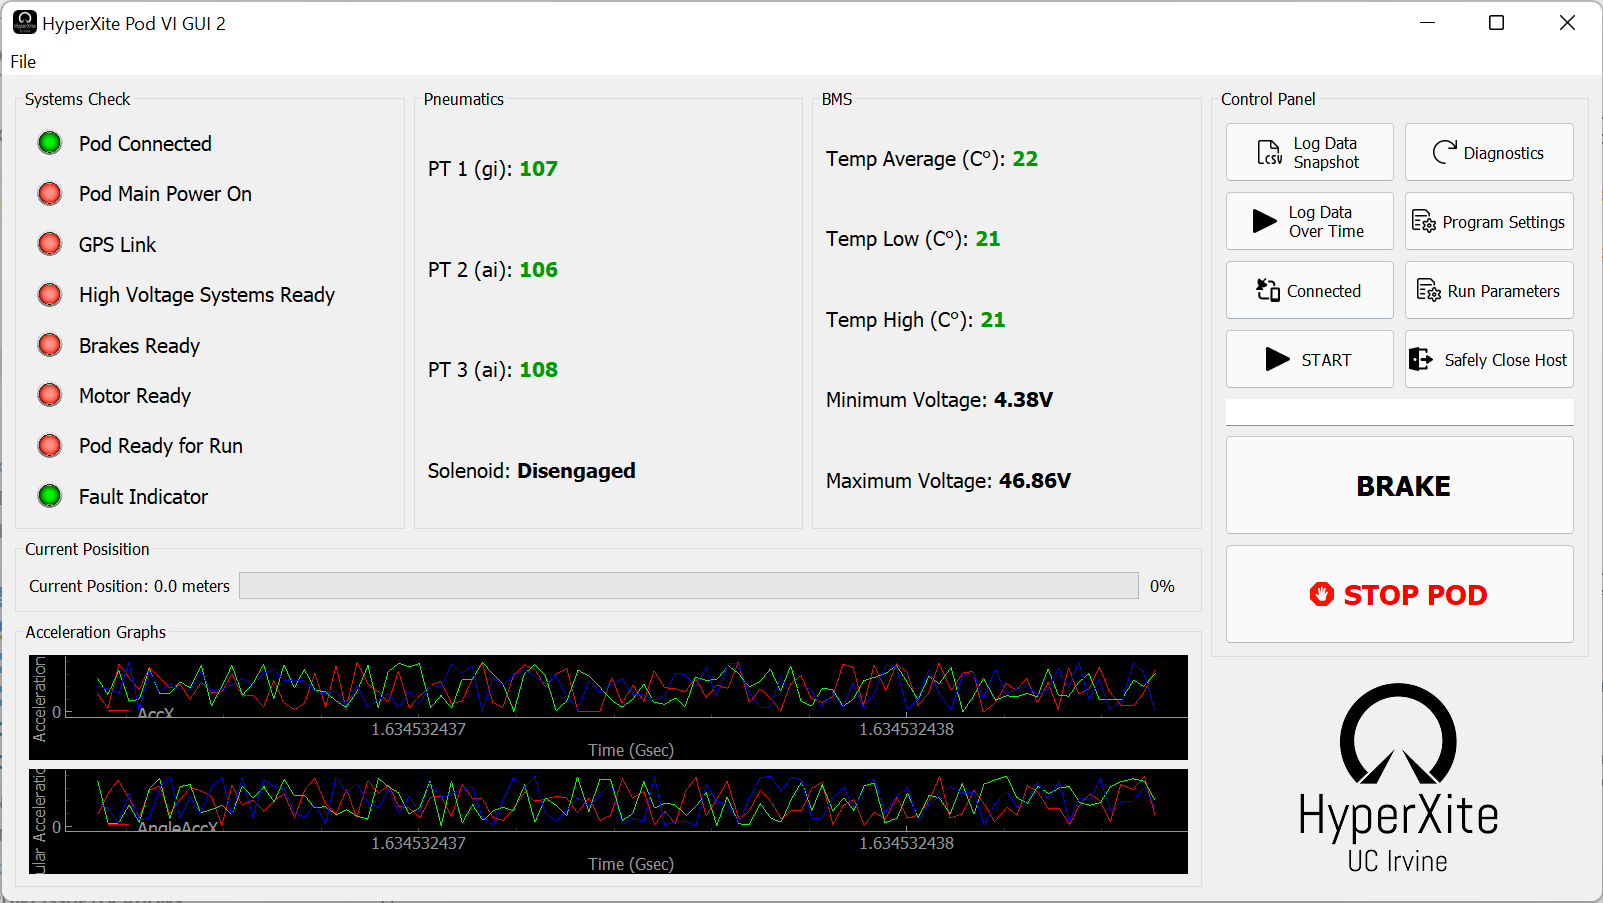 HyperXite Pod VI GUI 2
File
Systems Check
Pod Connected
Pod Main Power On
GPS Link
High Voltage Systems Ready
Brakes Ready
Motor Ready
Pod Ready for Run
Fault Indicator
Pneumatics
PT 1 (gi): 107
PT 2 (ai): 106
PT 3 (ai): 108
Solenoid: Disengaged
BMS
Temp Average (C°): 22
Temp Low (C°): 21
Temp High (C°): 21
Minimum Voltage: 4.38V
Maximum Voltage: 46.86V
Control Panel
CSV
Log Data
Snapshot
Diagnostics
Log Data
Over Time
Program Settings
Connected
Run Parameters
START
Safely Close Host
BRAKE
STOP POD
Current Posisition
Current Position: 0.0 meters
0%
Acceleration Graphs
Acceleration
0
AccX
1.634532437
1.634532438
Time (Gsec)
ular Acceleratio
0
AngleAccX
1.634532437
1.634532438
Time (Gsec)
HyperXite
UC Irvine